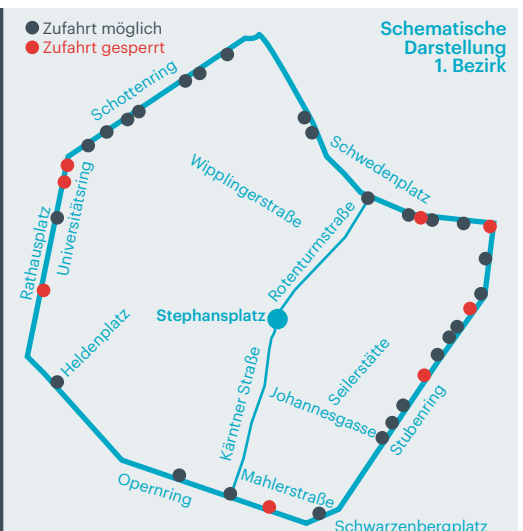 Zufahrt möglich
Zufahrt gesperrt
Schematische
Darstellung
1. Bezirk
Schottenring
Schwedenplatz
Wipplingerstraße
Rotenturmstraße
Universitätsring
Rathausplatz
Stephansplatz
Heldenplatz
Kärntner Straße
Seilerstätte
Johannesgasse
Stubenring
Mahlerstraße
Opernring
Schwarzenbergplatz